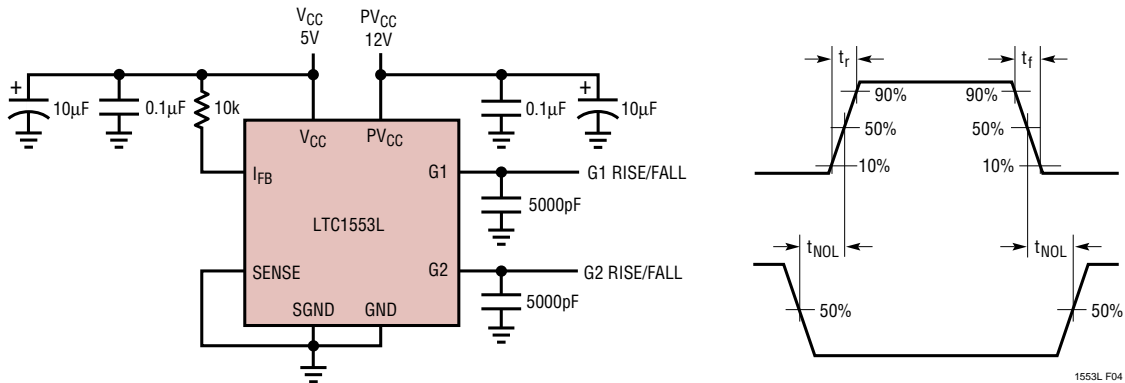 VCC
5V
PVCC
12V
+
10µF
0.1µF
10k
0.1µF
+
10µF
VCC
PVCC
IFB
G1
G1 RISE/FALL
5000pF
LTC1553L
SENSE
G2
G2 RISE/FALL
5000pF
SGND
GND
tr
tf
90%
90%
50%
50%
10%
10%
tNOL
tNOL
50%
50%
1553L F04